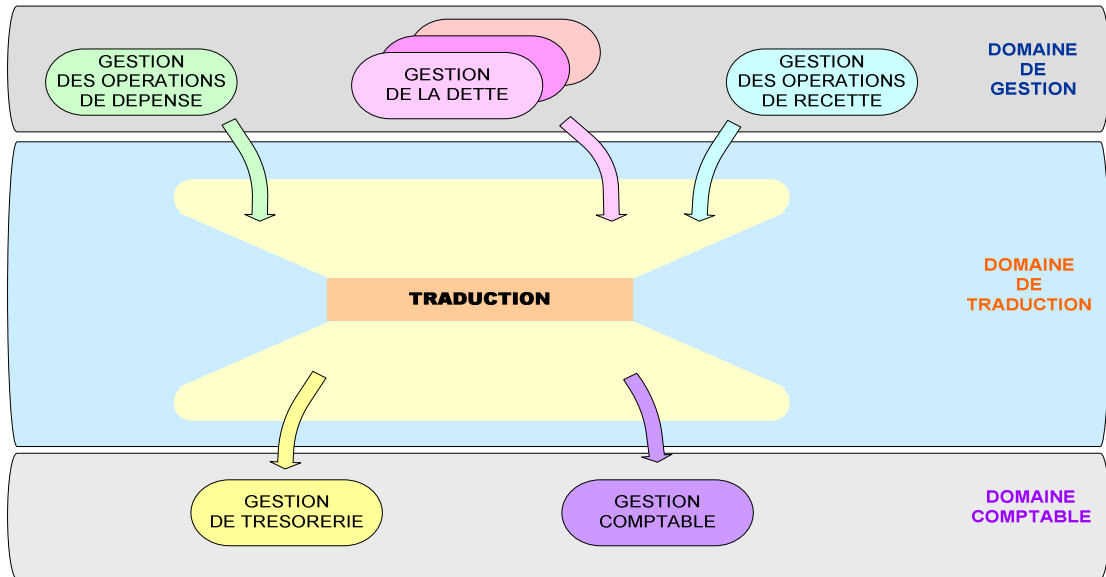 GESTION
DES OPERATIONS
DE DEPENSE
GESTION
DE LA DETTE
GESTION
DES OPERATIONS
DE RECETTE
DOMAINE
DE
GESTION
TRADUCTION
DOMAINE
DE
TRADUCTION
GESTION
DE TRESORERIE
GESTION
COMPTABLE
DOMAINE
COMPTABLE